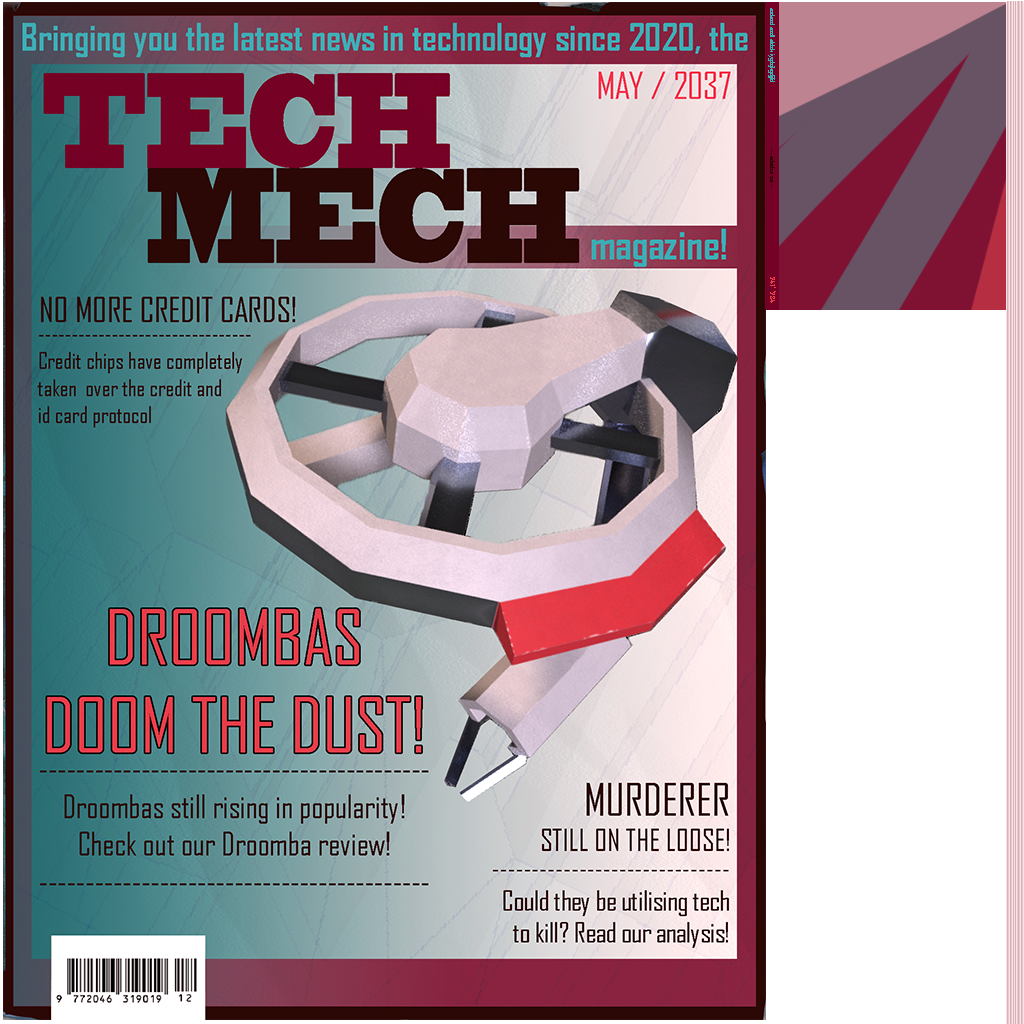 Bringing you the latest news in technology since 2020, the
MAY / 2037
TECH
MECH
magazine!
NO MORE CREDIT CARDS!
Credit chips have completely
taken over the credit and
id card protocol
DROOMBAS
DOOM THE DUST!
Droombas still rising in popularity!
Check out our Droomba review!
MURDERER
STILL ON THE LOOSE!
Could they be utilising tech
to kill? Read our analysis!
9 772046 319019 12